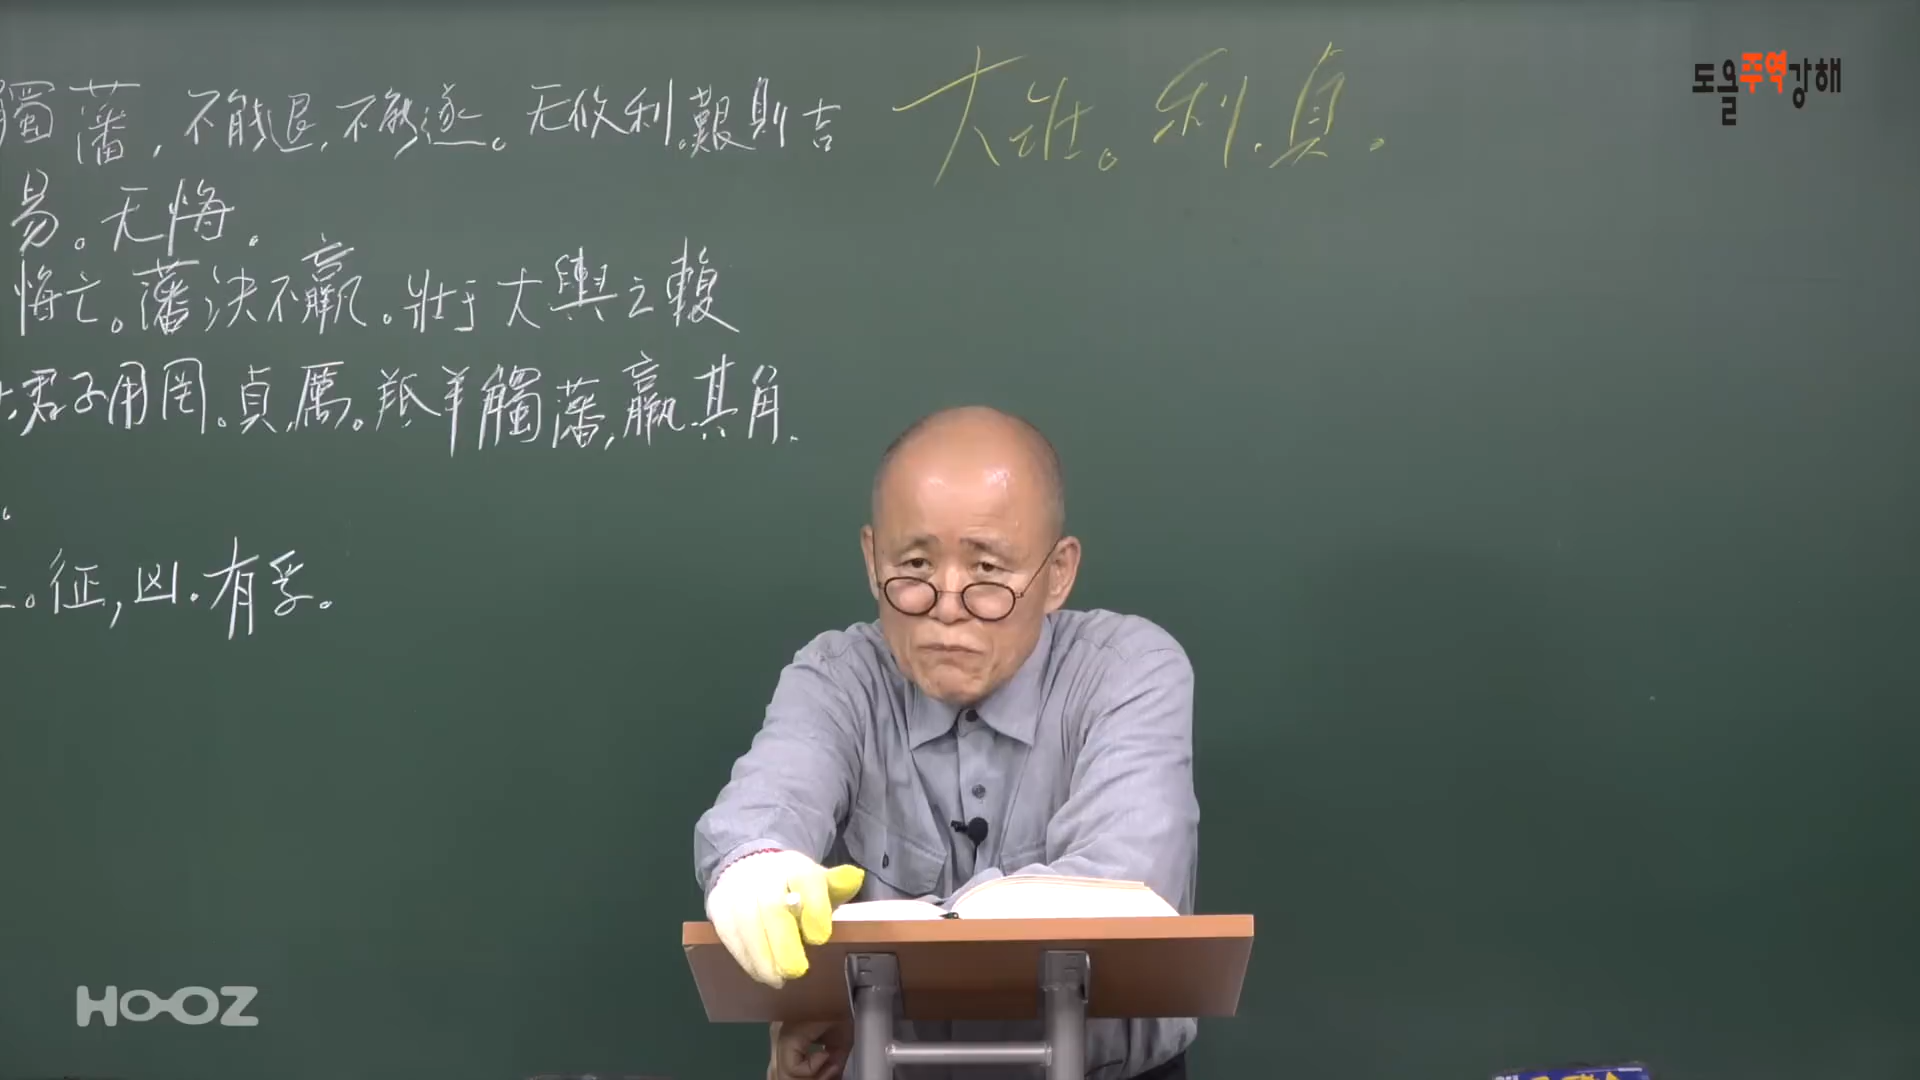 觸藩,不能退,不能遂。无攸利。艱則吉
大壯。利.貞。
도올주역강해
易。无悔.
悔亡。藩決不羸。壯于大輿之輹
君子用罔。貞,厲。羝羊觸藩,羸其角.
。征,凶.有孚。
HOOZ